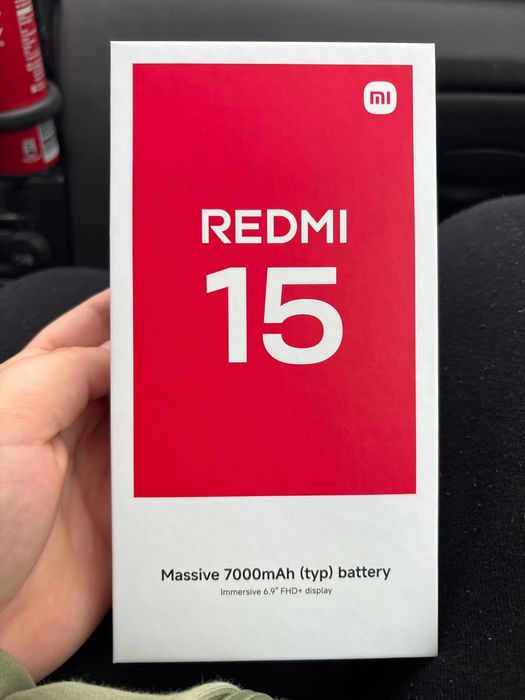 mi
REDMI
15
Massive 7000mAh (typ) battery
Immersive 6.9" FHD+ display